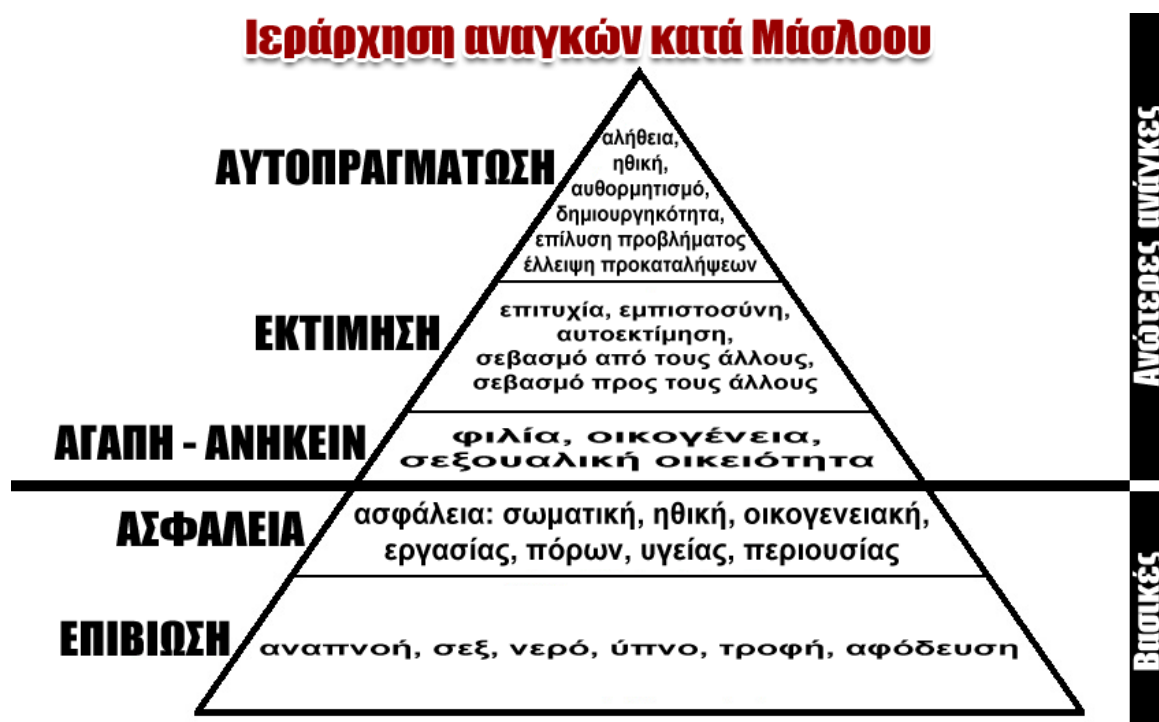 Ιεράρχηση αναγκών κατά Μάσλοου
ΑΥΤΟΠΡΑΓΜΑΤΩΣΗ
αλήθεια,
ηθική,
αυθορμητισμό,
δημιουργηκότητα,
επίλυση προβλήματος
έλλειψη προκαταλήψεων
ΕΚΤΙΜΗΣΗ
επιτυχία, εμπιστοσύνη,
αυτοεκτίμηση,
σεβασμό από τους άλλους,
σεβασμό προς τους άλλους
ΑΓΑΠΗ - ΑΝΗΚΕΙΝ
φιλία, οικογένεια,
σεξουαλική οικειότητα
Ανώτερες ανάγκες
ΑΣΦΑΛΕΙΑ
ασφάλεια: σωματική, ηθική, οικογενειακή,
εργασίας, πόρων, υγείας, περιουσίας
ΕΠΙΒΙΩΣΗ
αναπνοή, σεξ, νερό, ύπνο, τροφή, αφόδευση
Βασικές